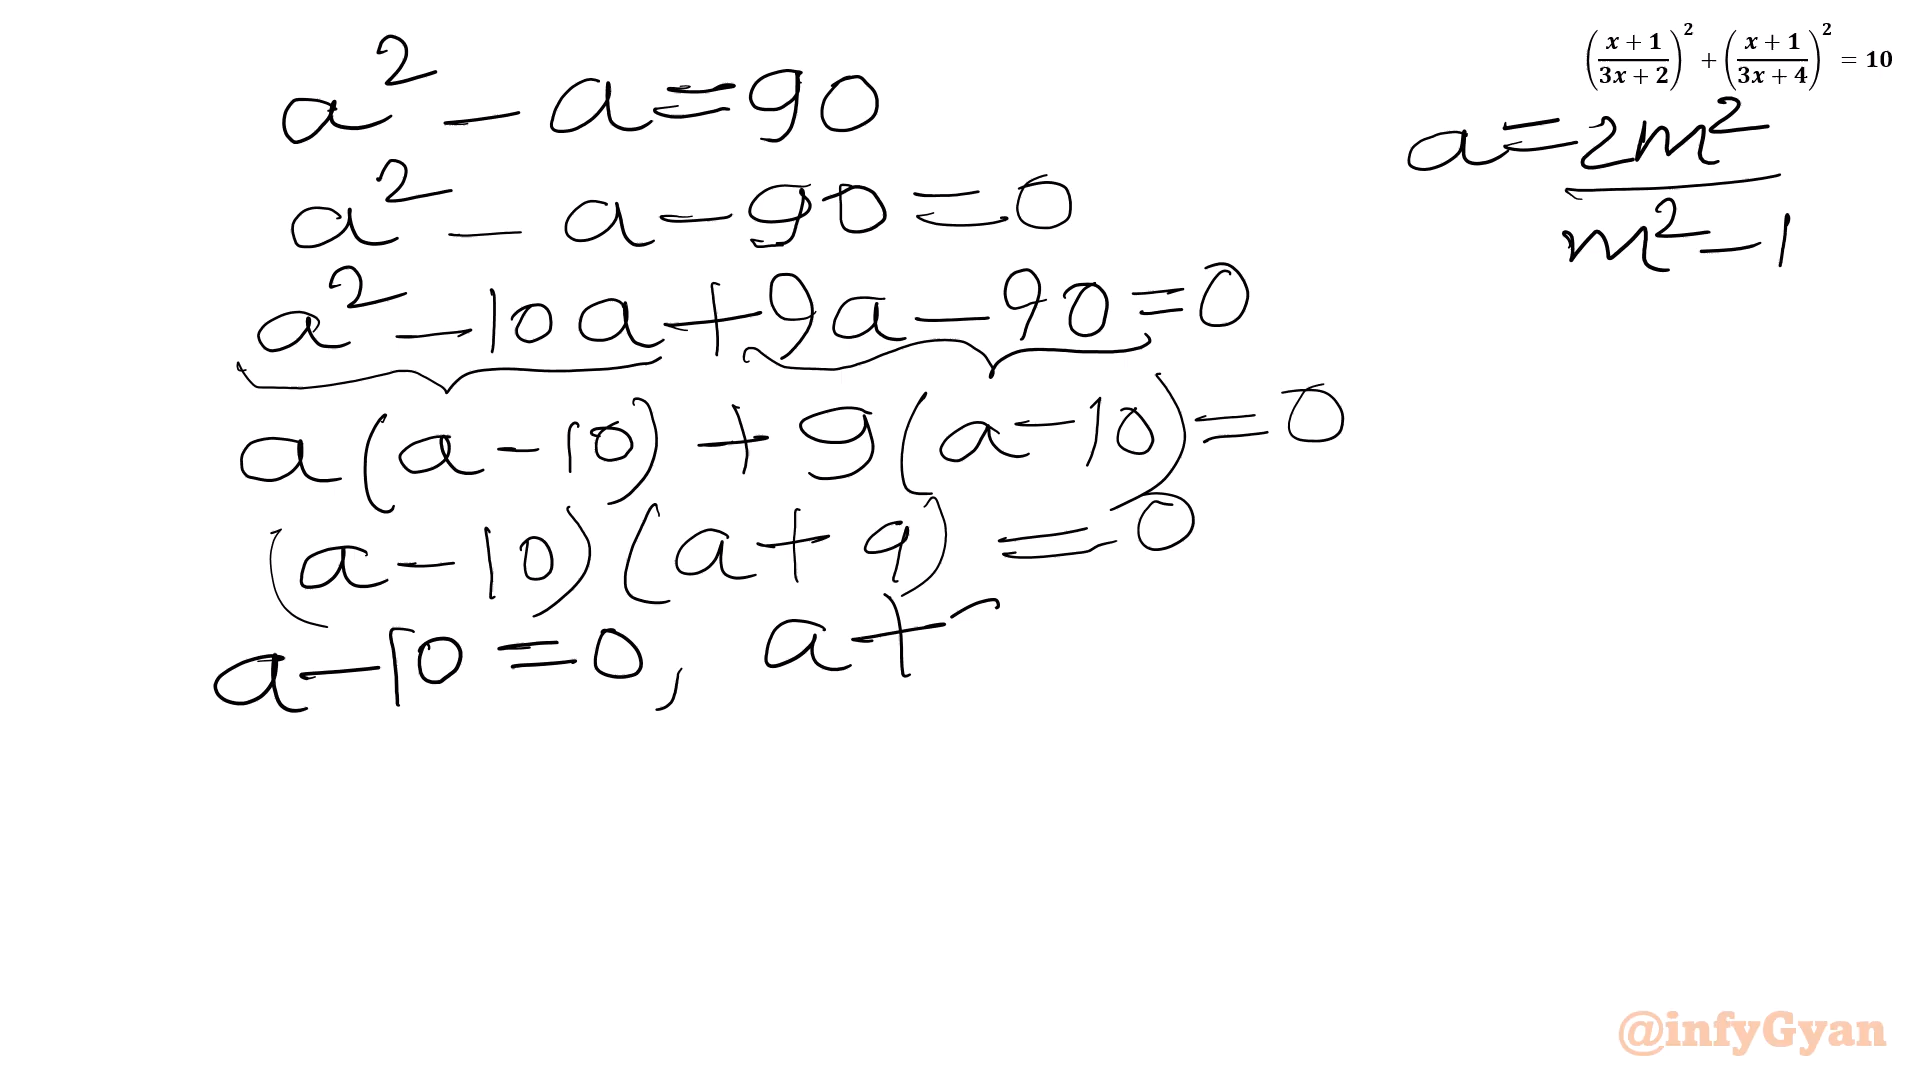 ((x + 1)/(3x + 2))² + ((x + 1)/(3x + 4))² = 10
a = 2m²/(m² − 1)
a² − a = 90
a² − a − 90 = 0
a² − 10a + 9a − 90 = 0
a(a − 10) + 9(a − 10) = 0
(a − 10)(a + 9) = 0
a − 10 = 0, a +
@infyGyan